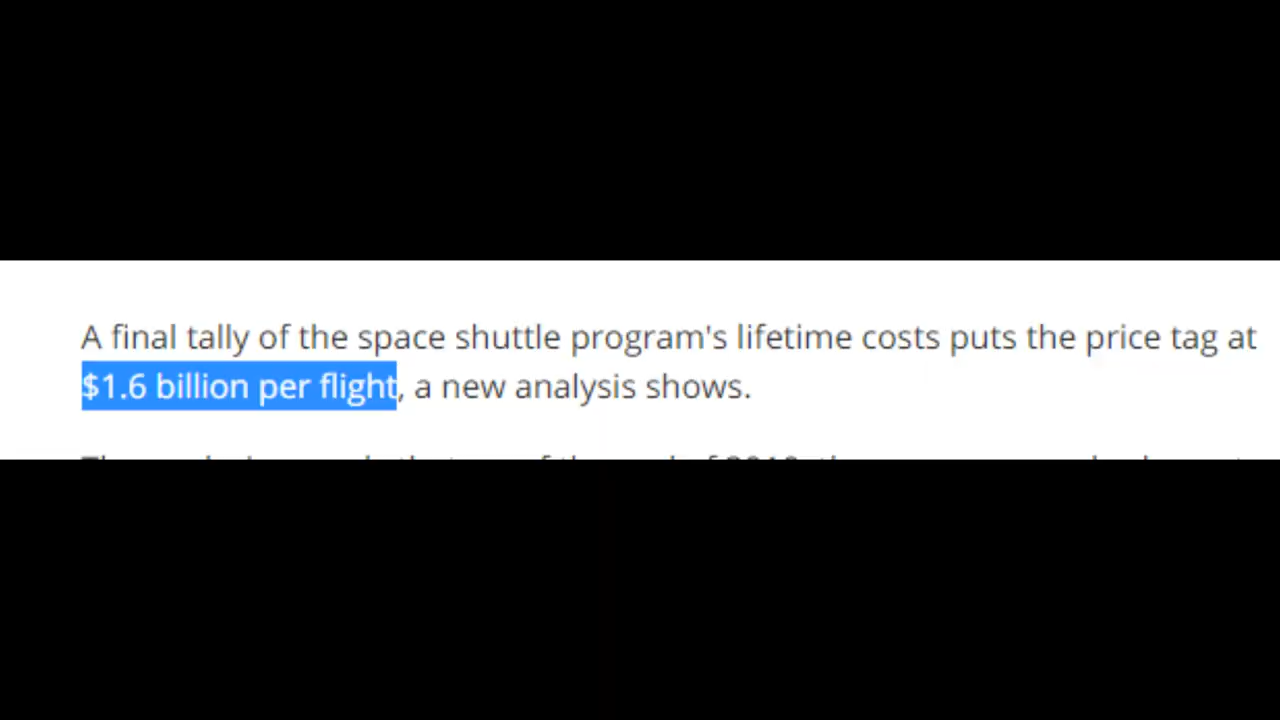 A final tally of the space shuttle program's lifetime costs puts the price tag at
$1.6 billion per flight, a new analysis shows.